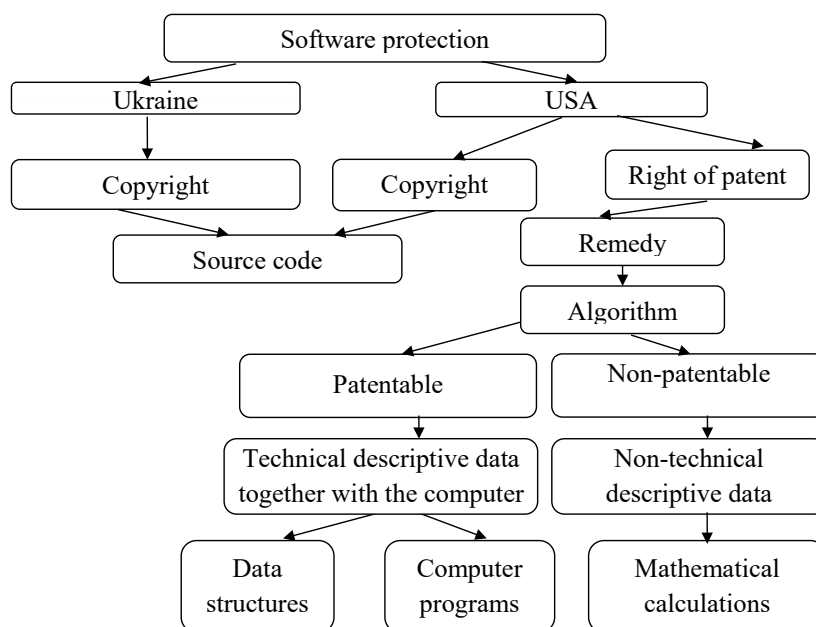 Software protection
Ukraine
USA
Copyright
Copyright
Right of patent
Source code
Remedy
Algorithm
Patentable
Non-patentable
Technical descriptive data
together with the computer
Non-technical
descriptive data
Data
structures
Computer
programs
Mathematical
calculations